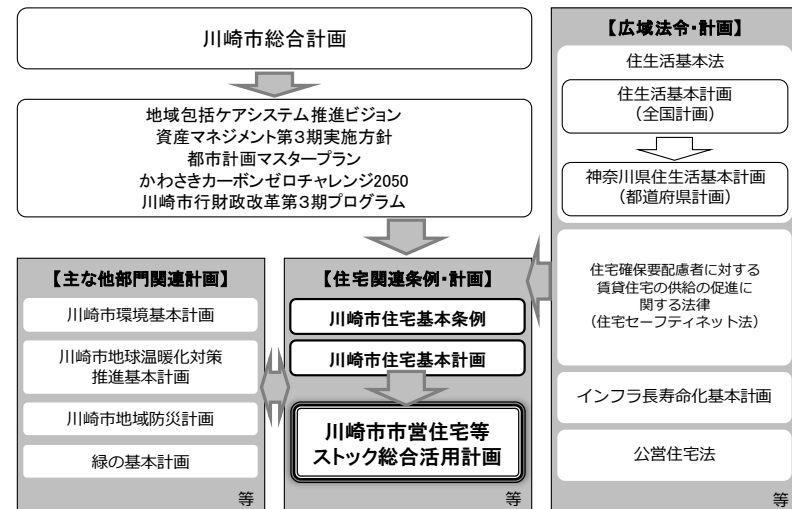 川崎市総合計画
地域包括ケアシステム推進ビジョン
資産マネジメント第3期実施方針
都市計画マスタープラン
かわさきカーボンゼロチャレンジ2050
川崎市行財政改革第3期プログラム
【主な他部門関連計画】
川崎市環境基本計画
川崎市地球温暖化対策
推進基本計画
川崎市地域防災計画
緑の基本計画
等
【住宅関連条例・計画】
川崎市住宅基本条例
川崎市住宅基本計画
川崎市市営住宅等
ストック総合活用計画
等
【広域法令・計画】
住生活基本法
住生活基本計画
（全国計画）
神奈川県住生活基本計画
（都道府県計画）
住宅確保要配慮者に対する
賃貸住宅の供給の促進に
関する法律
（住宅セーフティネット法）
インフラ長寿命化基本計画
公営住宅法
等